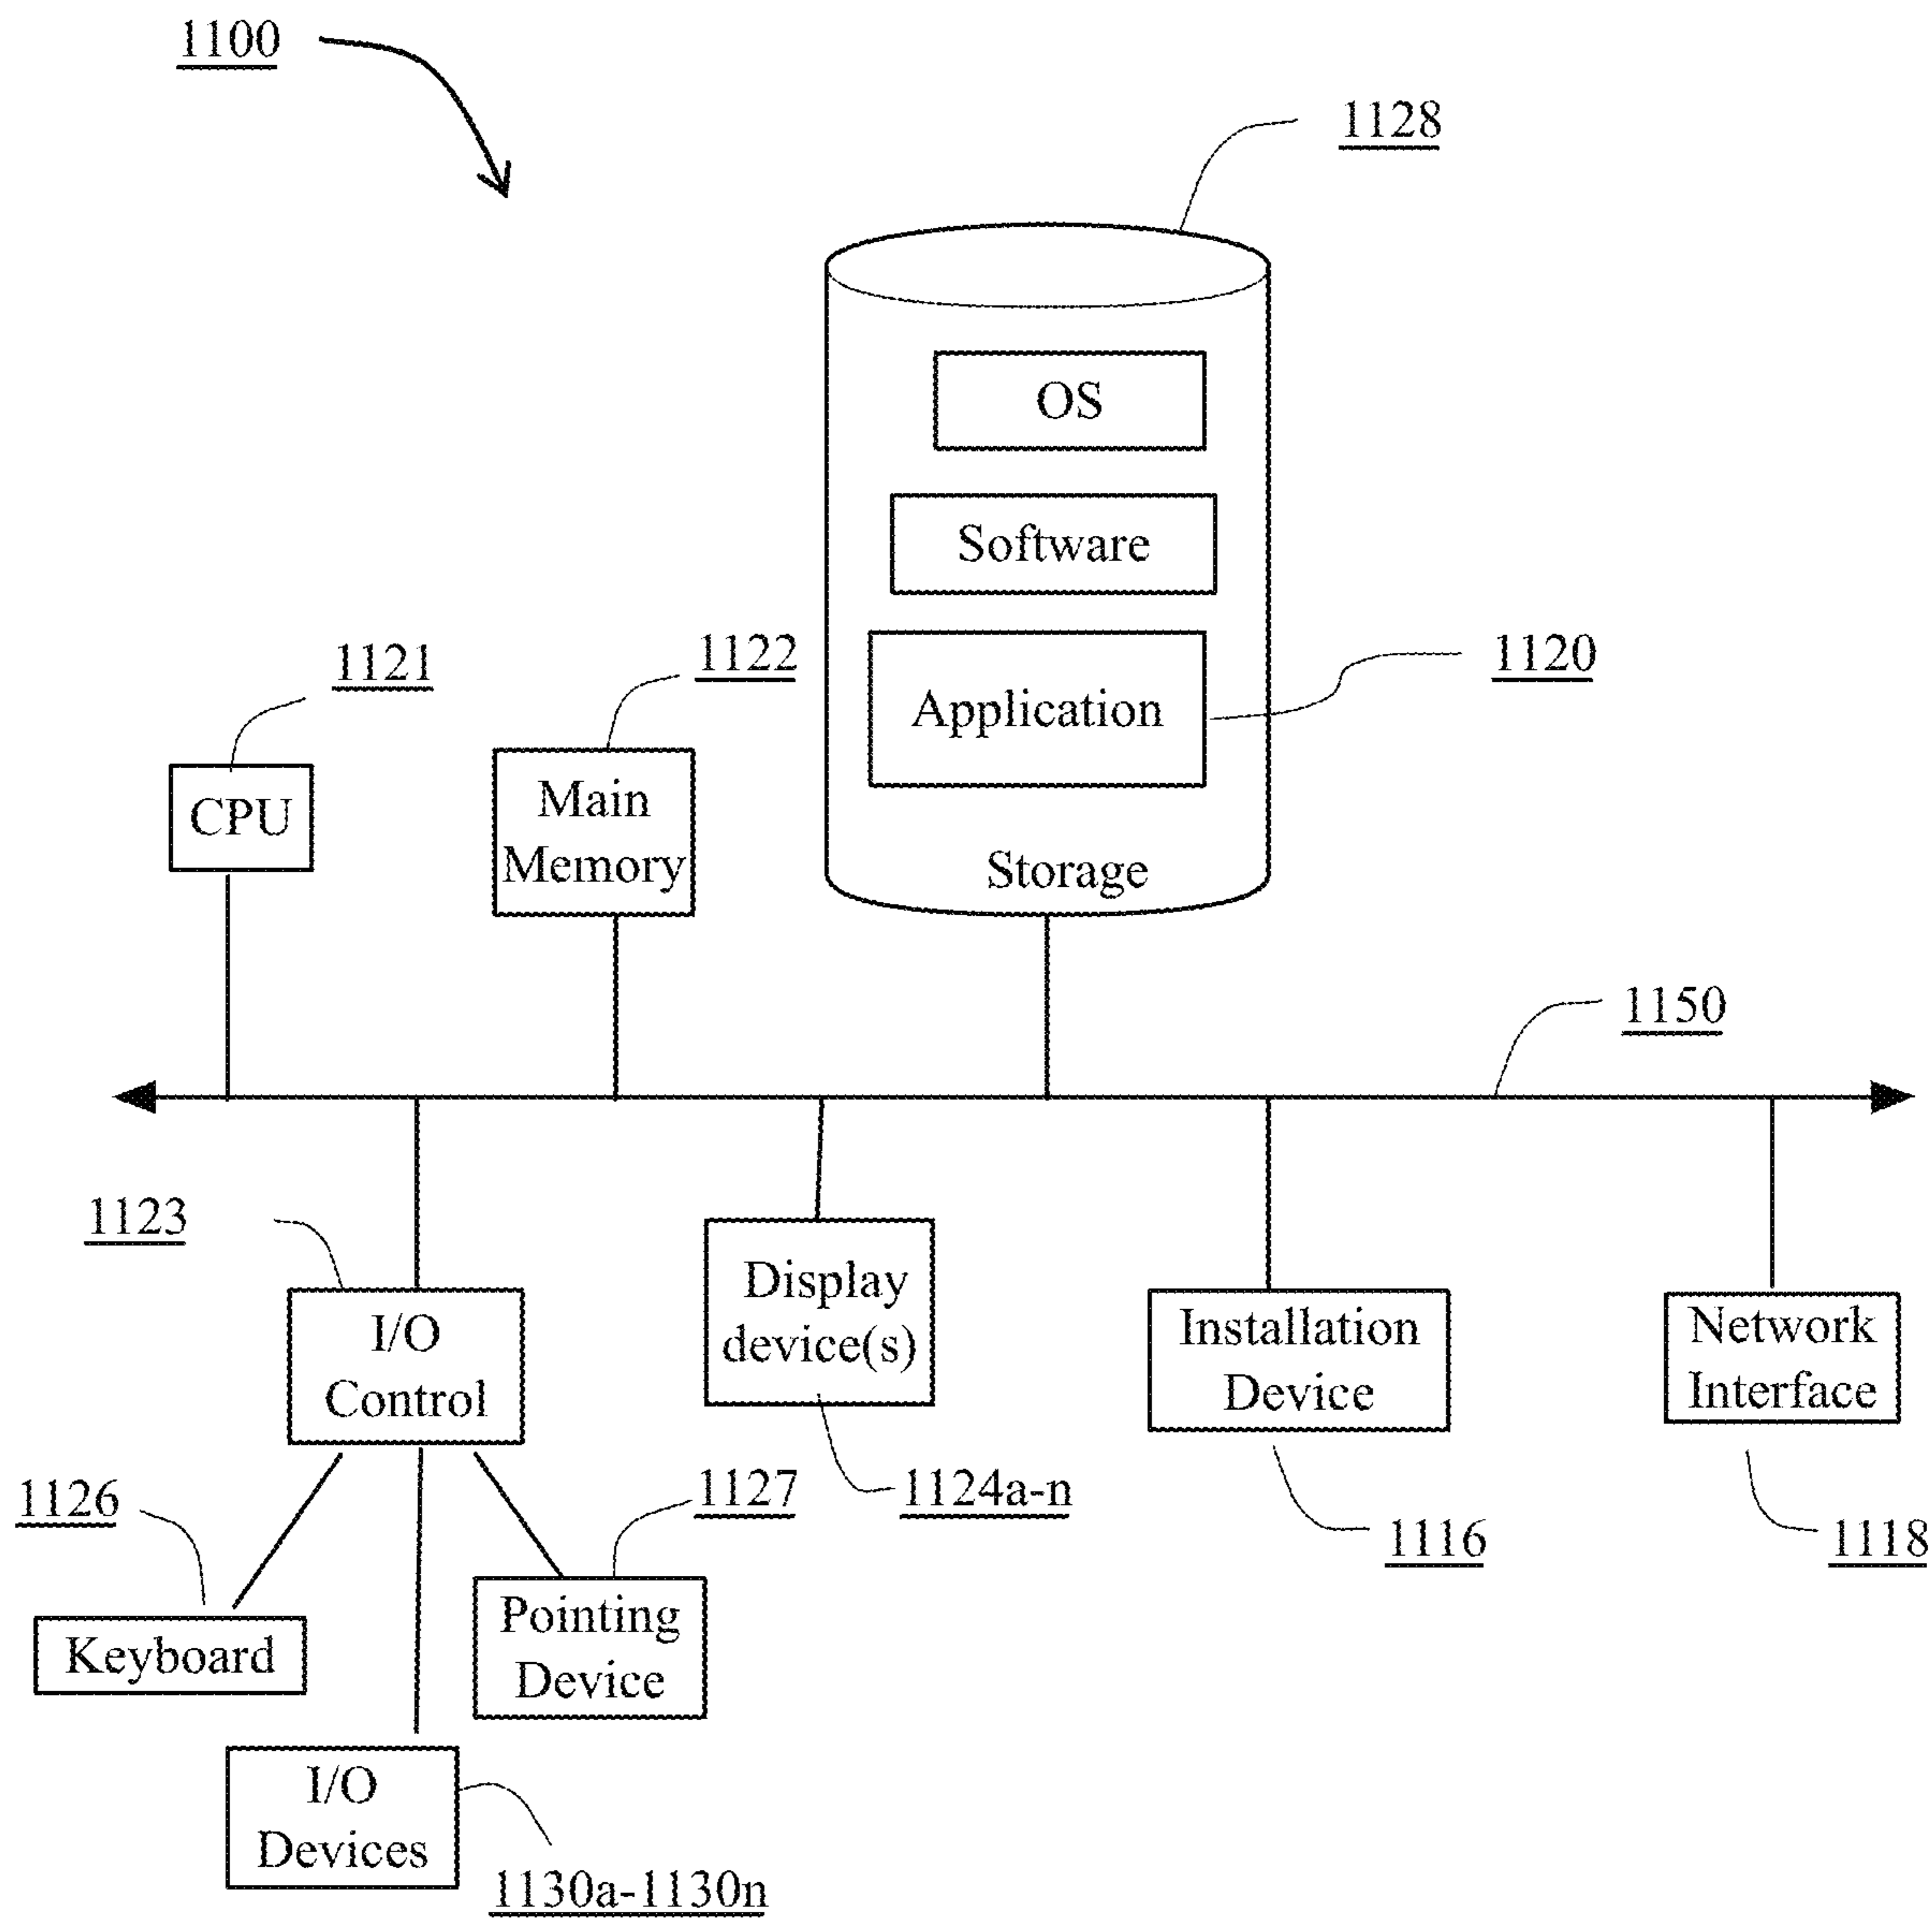 1100
1128
OS
Software
1121
1122
1120
Application
CPU
Main
Memory
Storage
1150
1123
Display
device(s)
I/O
Control
Installation
Device
Network
Interface
1126
1127
1124a-n
1116
1118
Keyboard
Pointing
Device
I/O
Devices
1130a-1130n